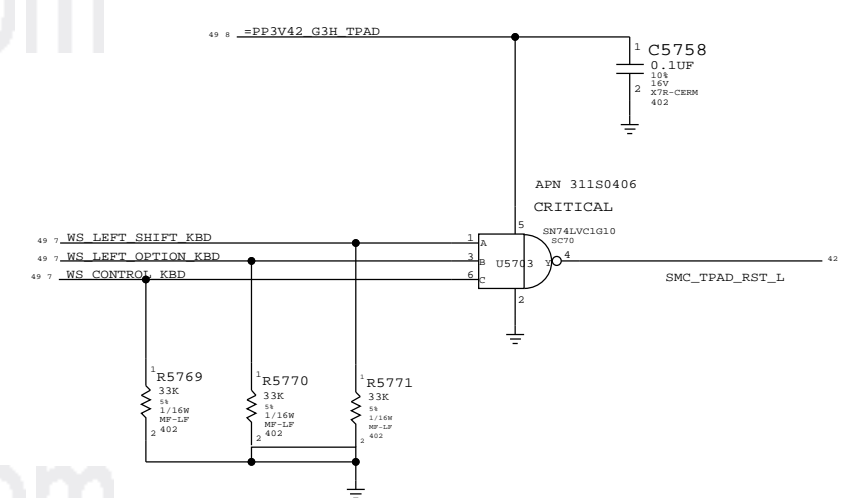 49 8 =PP3V42_G3H_TPAD
1 C5758
0.1UF
10%
16V
2 X7R-CERM
402
APN 311S0406
CRITICAL
5
SN74LVC1G10
SC70
49 7 WS_LEFT_SHIFT_KBD 1 A
49 7 WS_LEFT_OPTION_KBD 3 B U5703 Y 4 42
49 7 WS_CONTROL_KBD 6 C SMC_TPAD_RST_L
2
1 R5769
33K
5%
1/16W
MF-LF
2 402
1 R5770
33K
5%
1/16W
MF-LF
2 402
1 R5771
33K
5%
1/16W
MF-LF
2 402
om
om